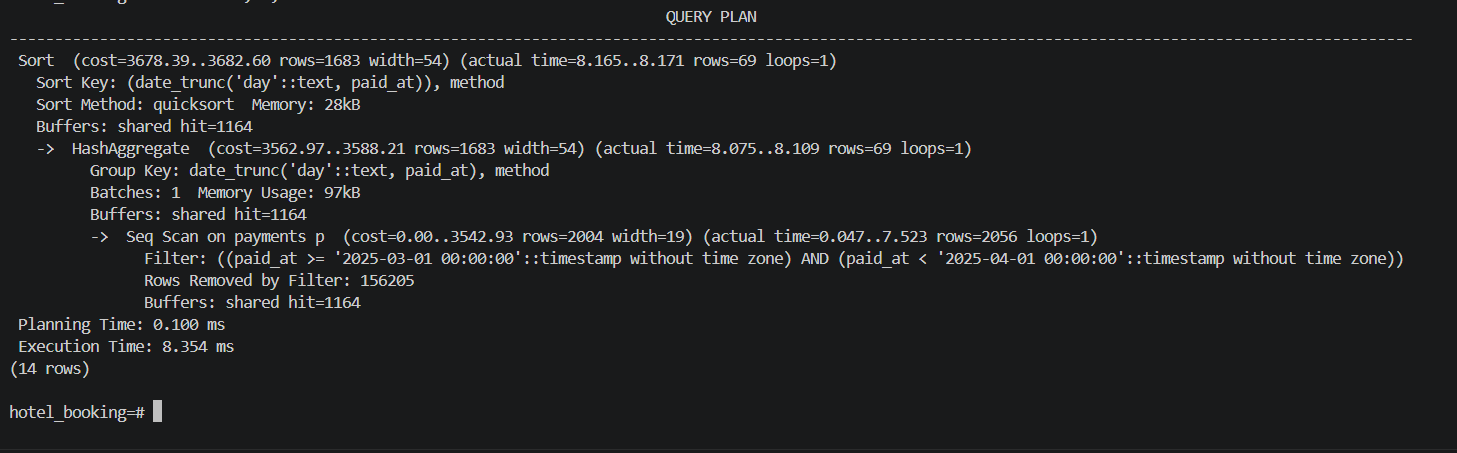 QUERY PLAN
-----------------------------------------------------------------------------------------------------------------------------------------------------------
Sort  (cost=3678.39..3682.60 rows=1683 width=54) (actual time=8.165..8.171 rows=69 loops=1)
  Sort Key: (date_trunc('day'::text, paid_at)), method
  Sort Method: quicksort  Memory: 28kB
  Buffers: shared hit=1164
  ->  HashAggregate  (cost=3562.97..3588.21 rows=1683 width=54) (actual time=8.075..8.109 rows=69 loops=1)
        Group Key: date_trunc('day'::text, paid_at), method
        Batches: 1  Memory Usage: 97kB
        Buffers: shared hit=1164
        ->  Seq Scan on payments p  (cost=0.00..3542.93 rows=2004 width=19) (actual time=0.047..7.523 rows=2056 loops=1)
              Filter: ((paid_at >= '2025-03-01 00:00:00'::timestamp without time zone) AND (paid_at < '2025-04-01 00:00:00'::timestamp without time zone))
              Rows Removed by Filter: 156205
              Buffers: shared hit=1164
Planning Time: 0.100 ms
Execution Time: 8.354 ms
(14 rows)
hotel_booking=#